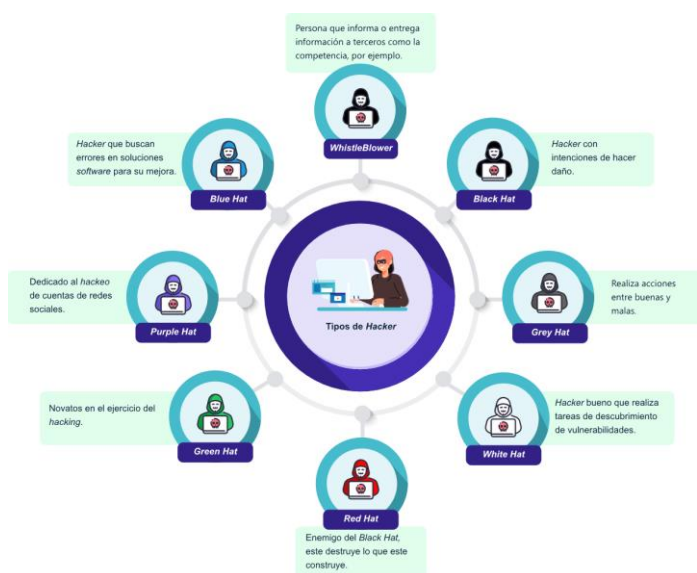 Persona que informa o entrega
información a terceros como la
competencia, por ejemplo.
WhistleBlower
Hacker que buscan
errores en soluciones
software para su mejora.
Blue Hat
Hacker con
intenciones de hacer
daño.
Black Hat
Dedicado al hackeo
de cuentas de redes
sociales.
Purple Hat
Tipos de Hacker
Realiza acciones
entre buenas y
malas.
Grey Hat
Novatos en el ejercicio del
hacking.
Green Hat
Hacker bueno que realiza
tareas de descubrimiento
de vulnerabilidades.
White Hat
Red Hat
Enemigo del Black Hat,
este destruye lo que este
construye.